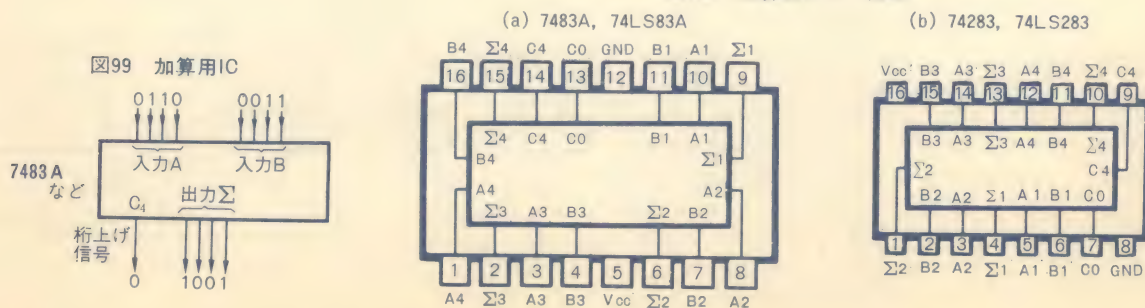 図99 加算用IC
0110 0011
入力A 入力B
7483A
など
C4 出力Σ
桁上げ
信号
0 1001
(a) 7483A, 74LS83A
B4 Σ4 C4 C0 GND B1 A1 Σ1
16 15 14 13 12 11 10 9
Σ4 C4 C0 B1 A1
B4 Σ1
A4 A2
Σ3 A3 B3 Σ2 B2
1 2 3 4 5 6 7 8
A4 Σ3 A3 B3 Vcc Σ2 B2 A2
(b) 74283, 74LS283
Vcc B3 A3 Σ3 A4 B4 Σ4 C4
16 15 14 13 12 11 10 9
B3 A3 Σ3 A4 B4 Σ4
Σ2 C4
B2 A2 Σ1 A1 B1 C0
1 2 3 4 5 6 7 8
Σ2 B2 A2 Σ1 A1 B1 C0 GND